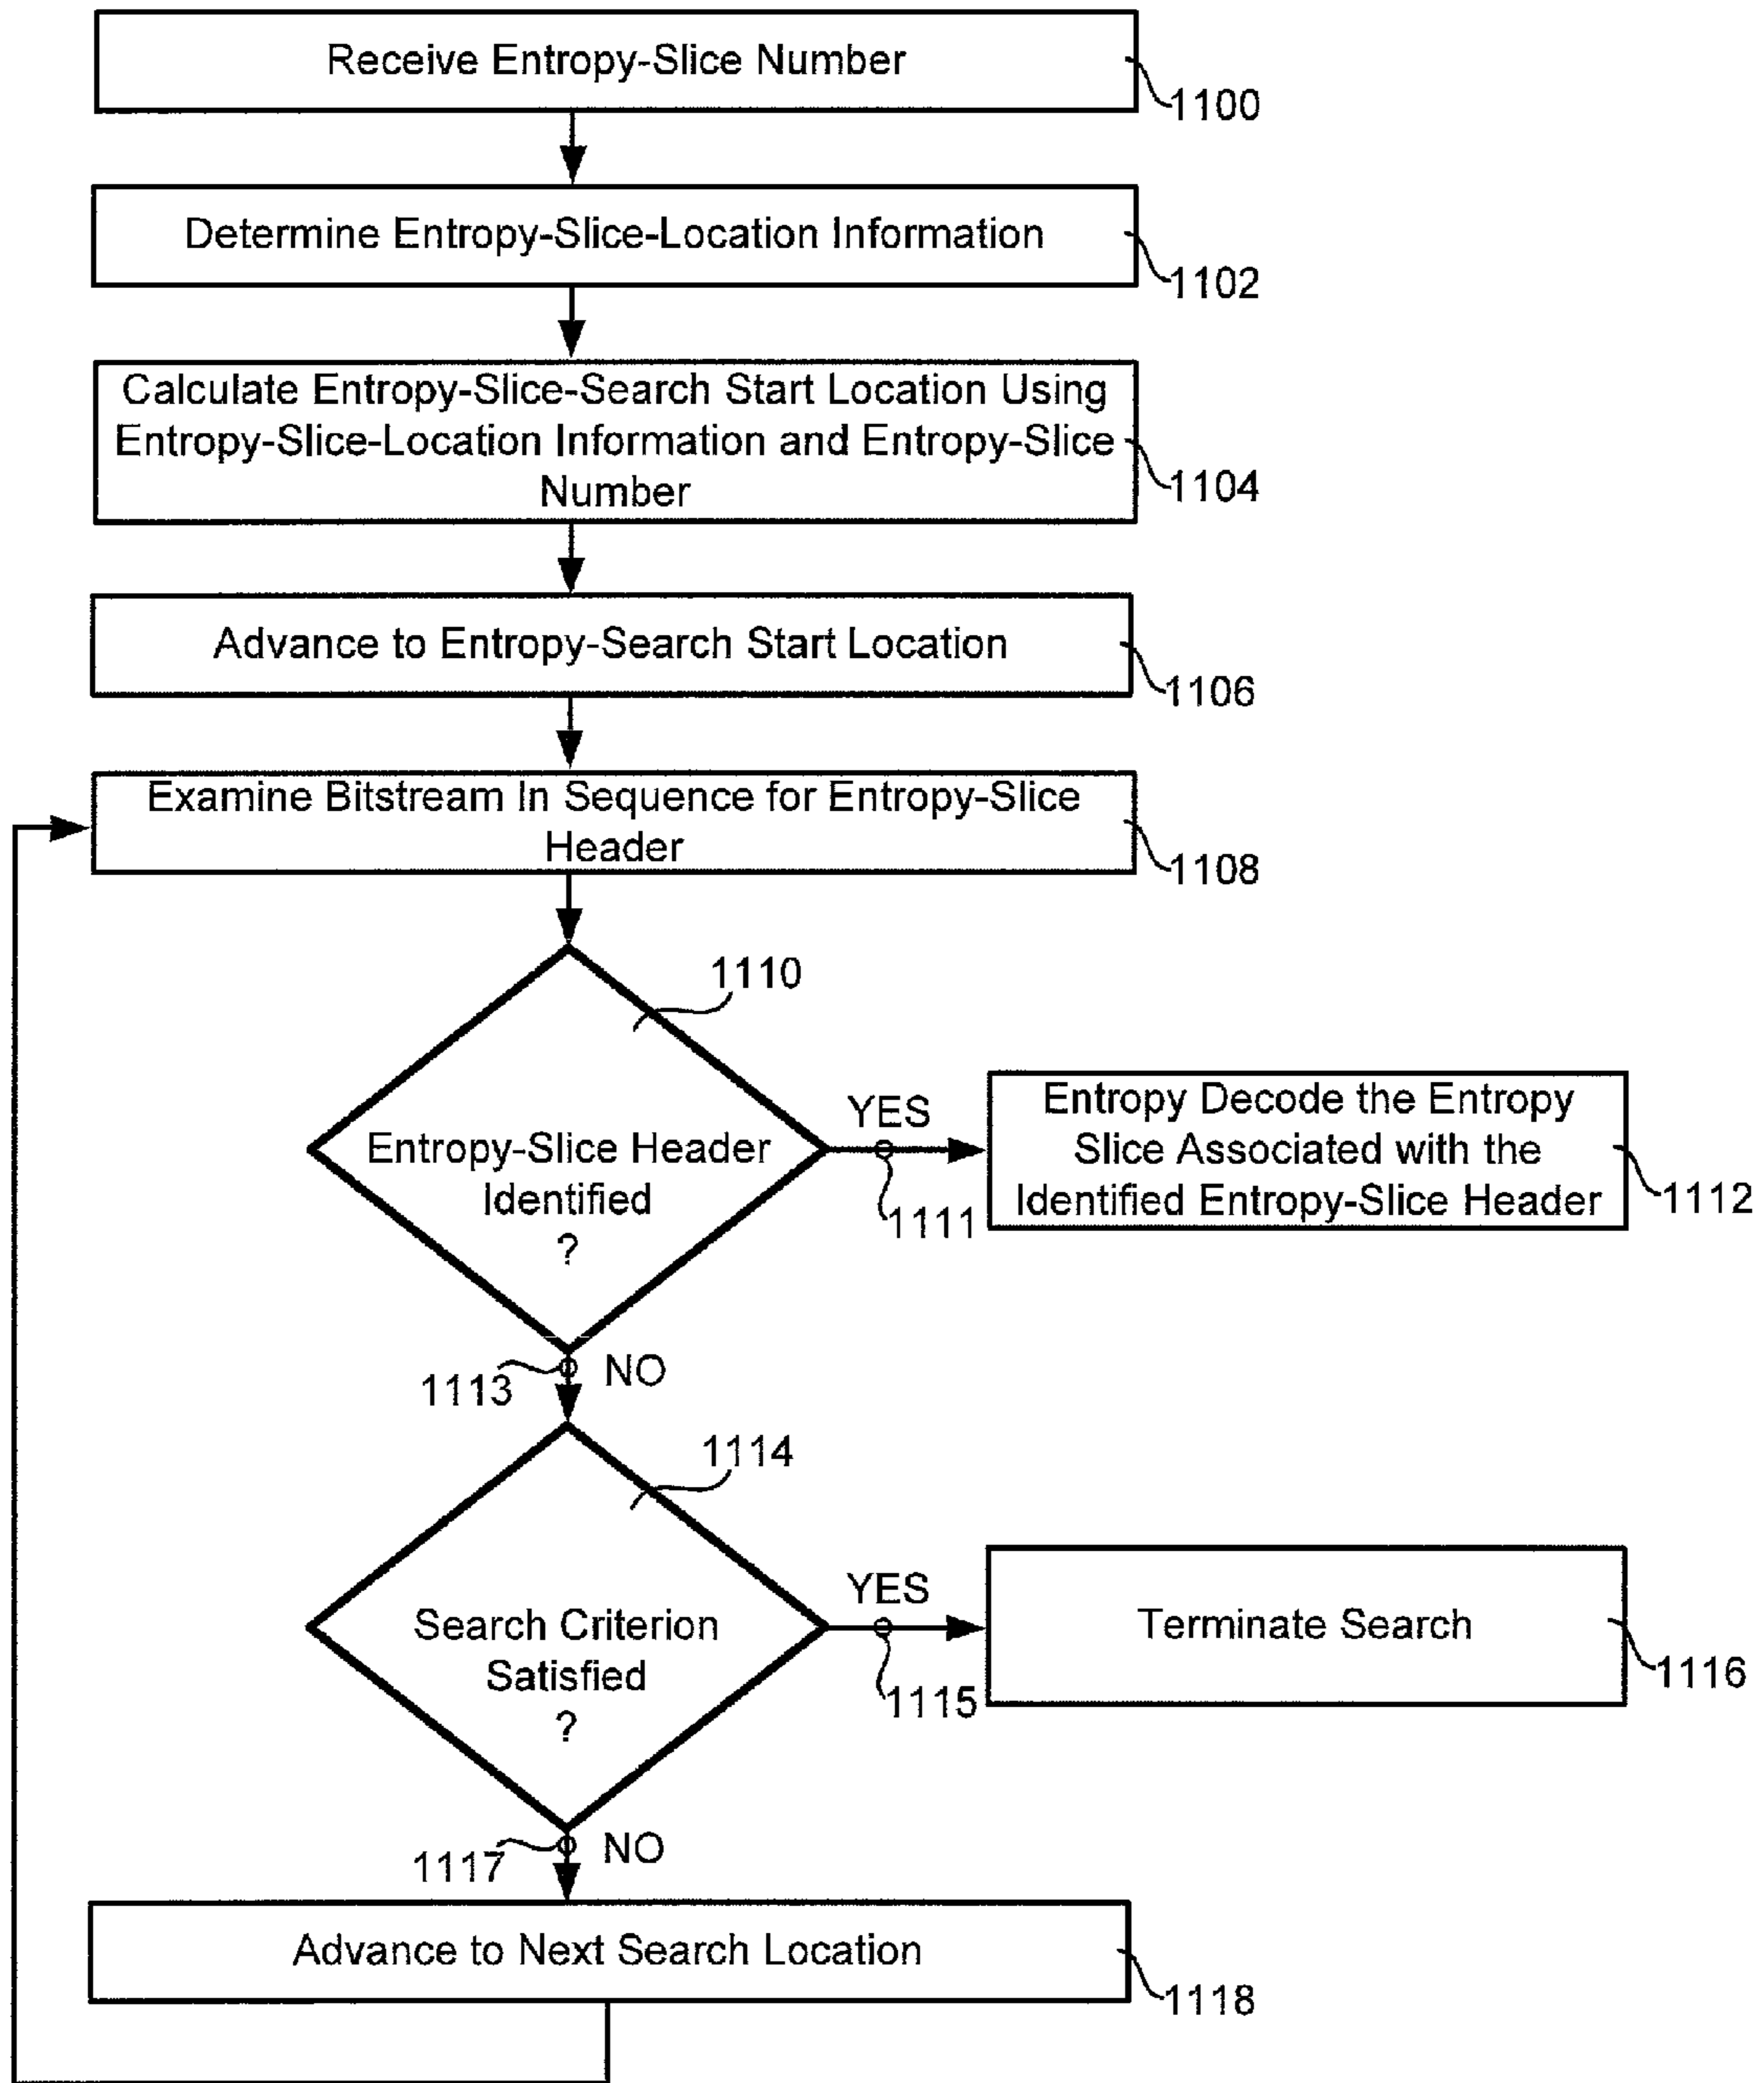 Receive Entropy-Slice Number
1100
Determine Entropy-Slice-Location Information
1102
Calculate Entropy-Slice-Search Start Location Using
Entropy-Slice-Location Information and Entropy-Slice
Number
1104
Advance to Entropy-Search Start Location
1106
Examine Bitstream In Sequence for Entropy-Slice
Header
1108
1110
Entropy-Slice Header
Identified
?
YES
1111
Entropy Decode the Entropy
Slice Associated with the
Identified Entropy-Slice Header
1112
1113
NO
1114
Search Criterion
Satisfied
?
YES
1115
Terminate Search
1116
1117
NO
Advance to Next Search Location
1118